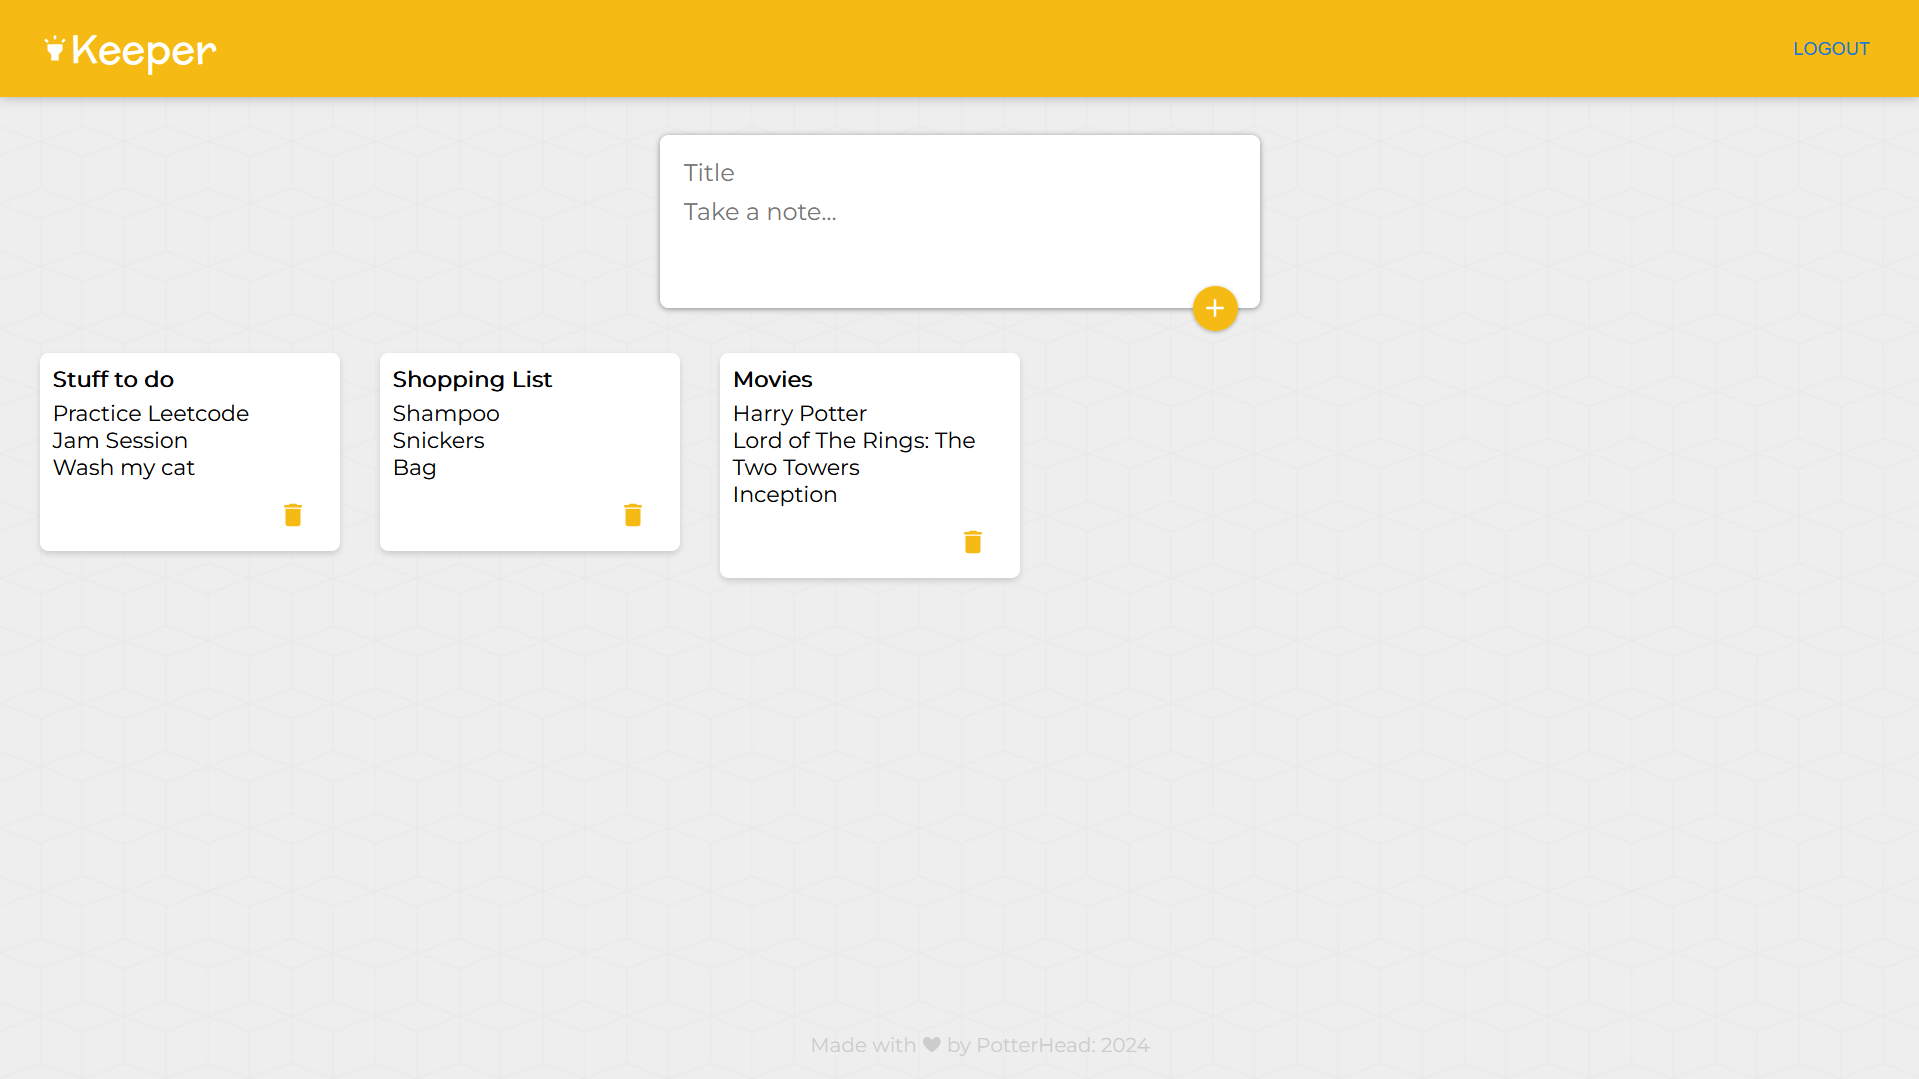 Keeper
LOGOUT
Title
Take a note...
Stuff to do
Practice Leetcode
Jam Session
Wash my cat
Shopping List
Shampoo
Snickers
Bag
Movies
Harry Potter
Lord of The Rings: The
Two Towers
Inception
Made with ♥ by PotterHead: 2024